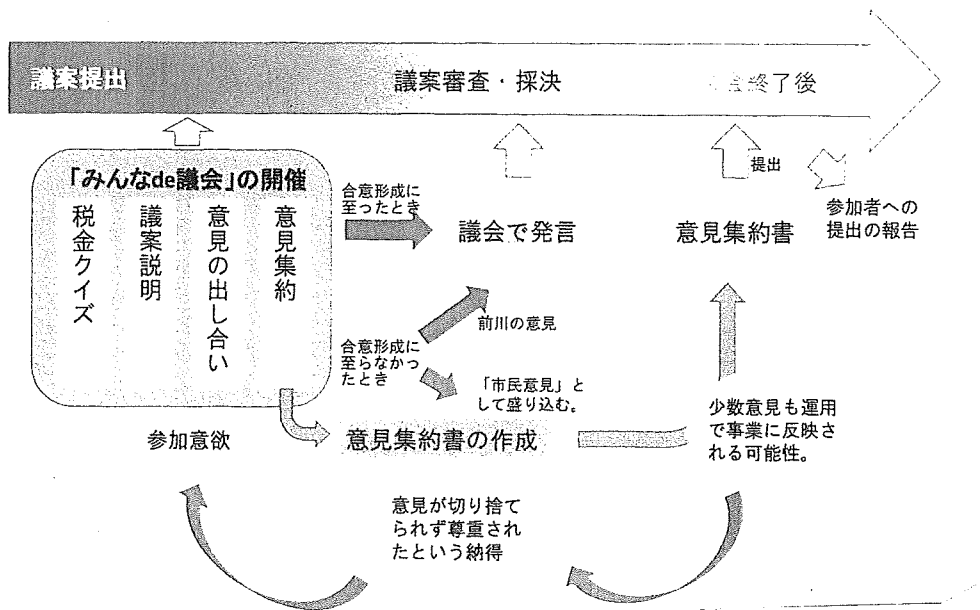 議案提出
議案審査・採決
終了後
「みんなde議会」の開催
税金クイズ
議案説明
意見の出し合い
意見集約
合意形成に
至ったとき
議会で発言
提出
意見集約書
参加者への
提出の報告
前川の意見
合意形成に
至らなかっ
たとき
「市民意見」と
して盛り込む。
参加意欲
意見集約書の作成
少数意見も運用
で事業に反映さ
れる可能性。
意見が切り捨て
られず尊重され
たという納得